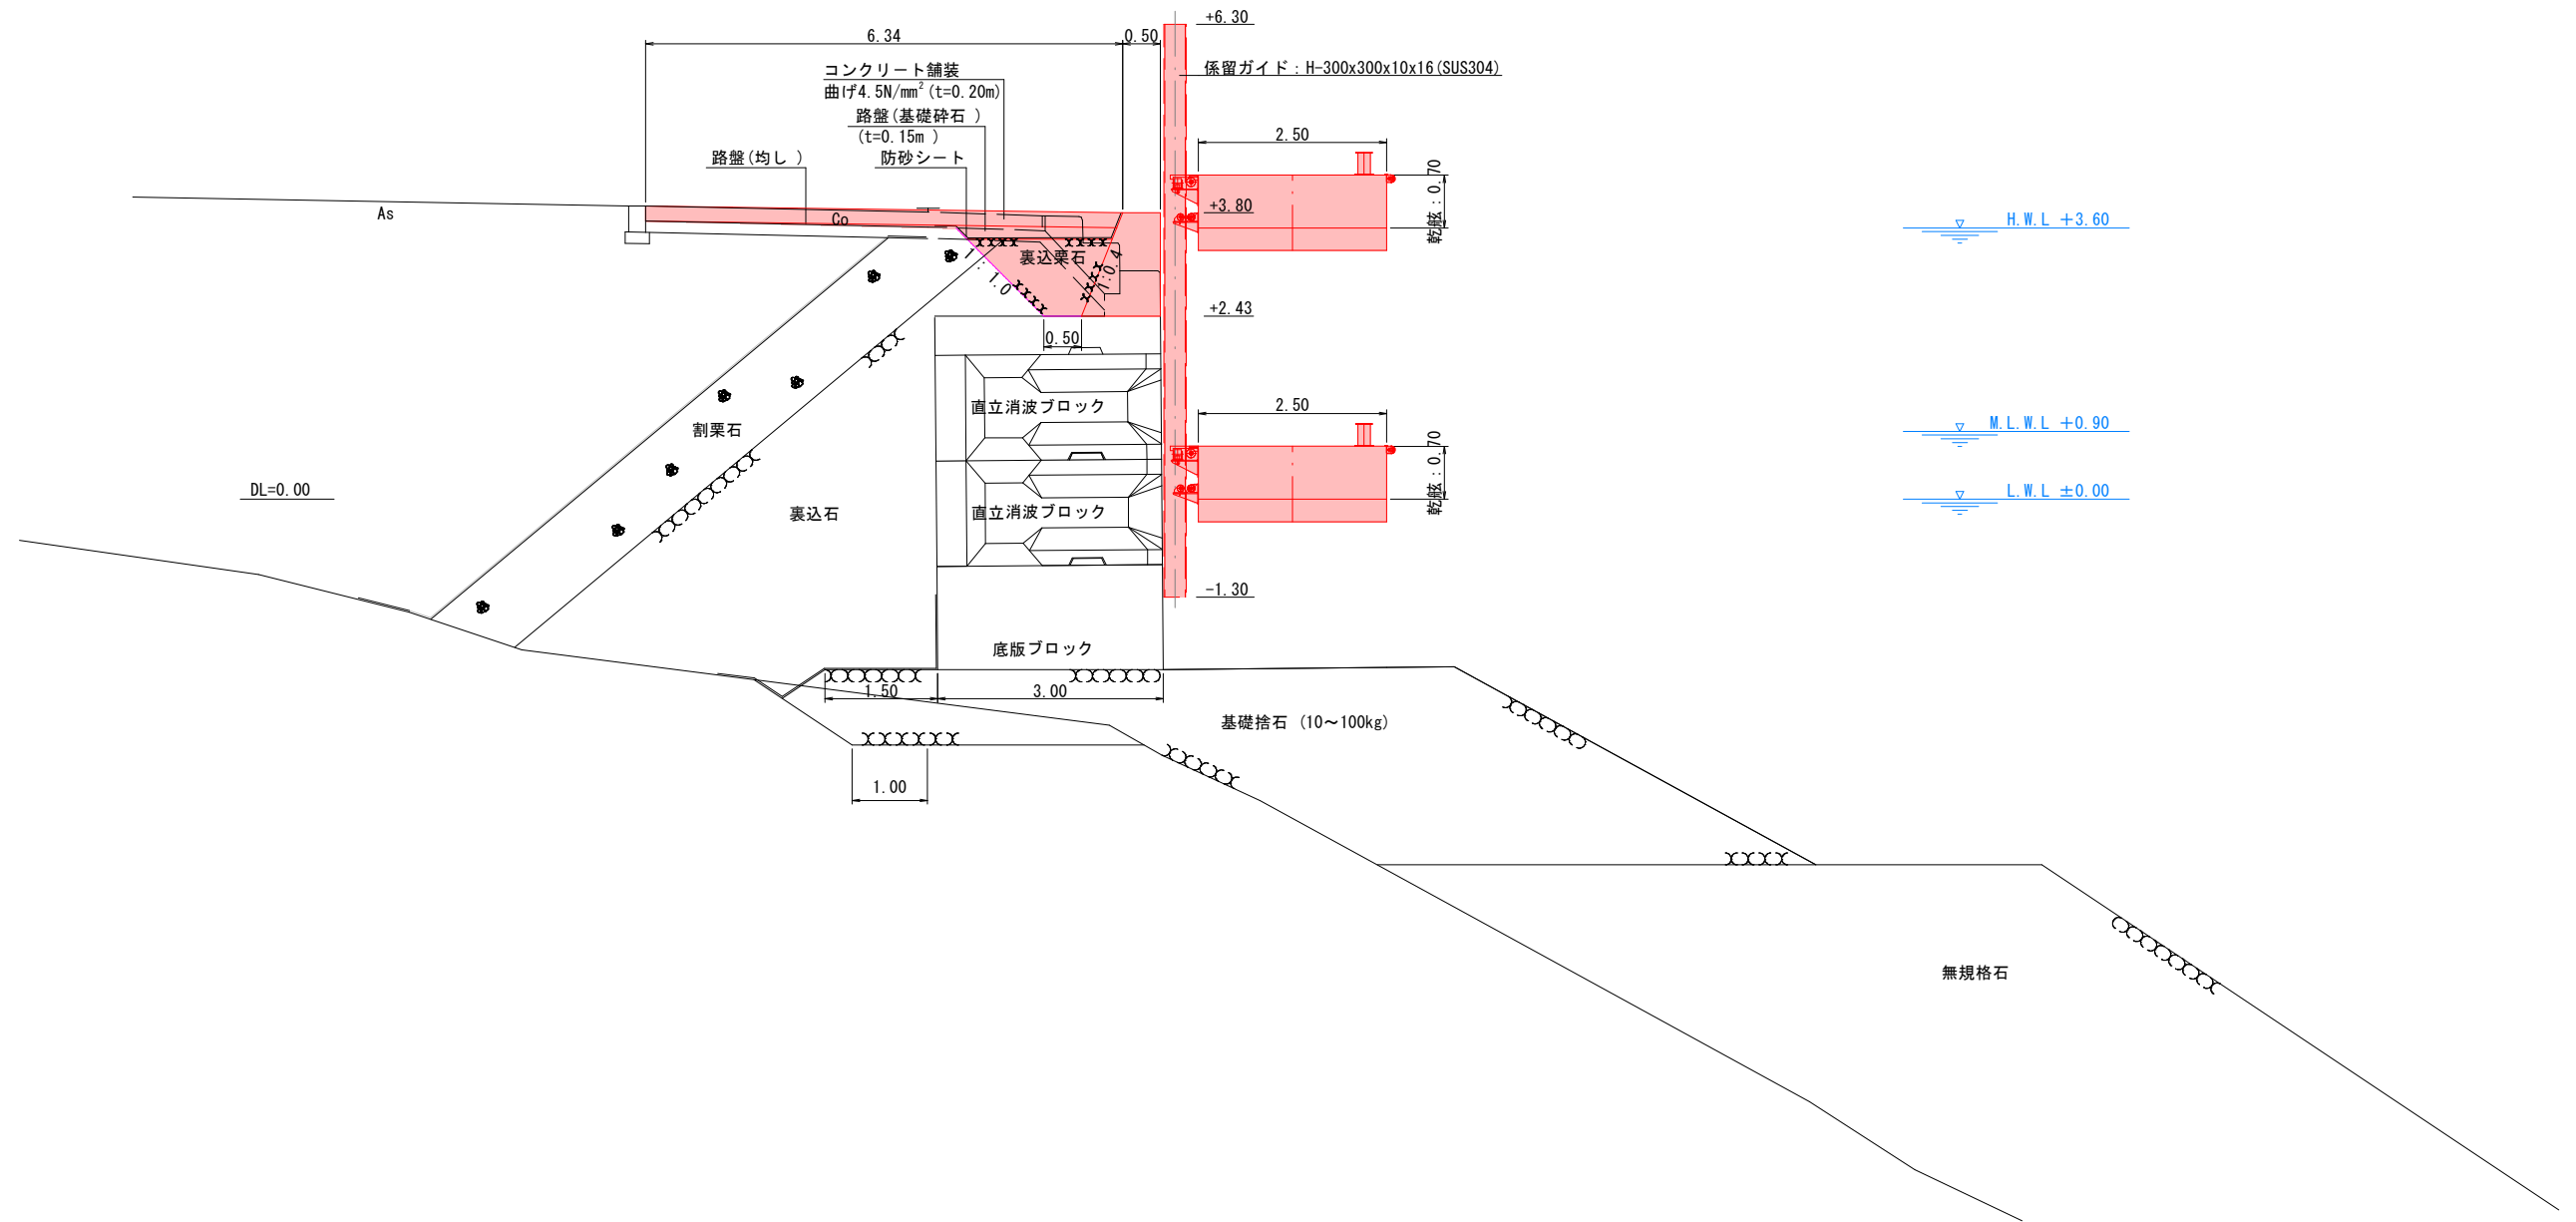 +6.30
6.34
0.50
係留ガイド：H-300x300x10x16(SUS304)
コンクリート舗装
曲げ4.5N/mm²(t=0.20m)
路盤(基礎砕石 )
(t=0.15m )
路盤(均し )
防砂シート
2.50
乾舷：0.70
As
Co
+3.80
H.W.L +3.60
裏込栗石
1:1.0
1:0.4
+2.43
0.50
2.50
乾舷：0.70
直立消波ブロック
M.L.W.L +0.90
割栗石
DL=0.00
L.W.L ±0.00
裏込石
直立消波ブロック
-1.30
底版ブロック
1.50
3.00
基礎捨石 (10～100kg)
1.00
無規格石